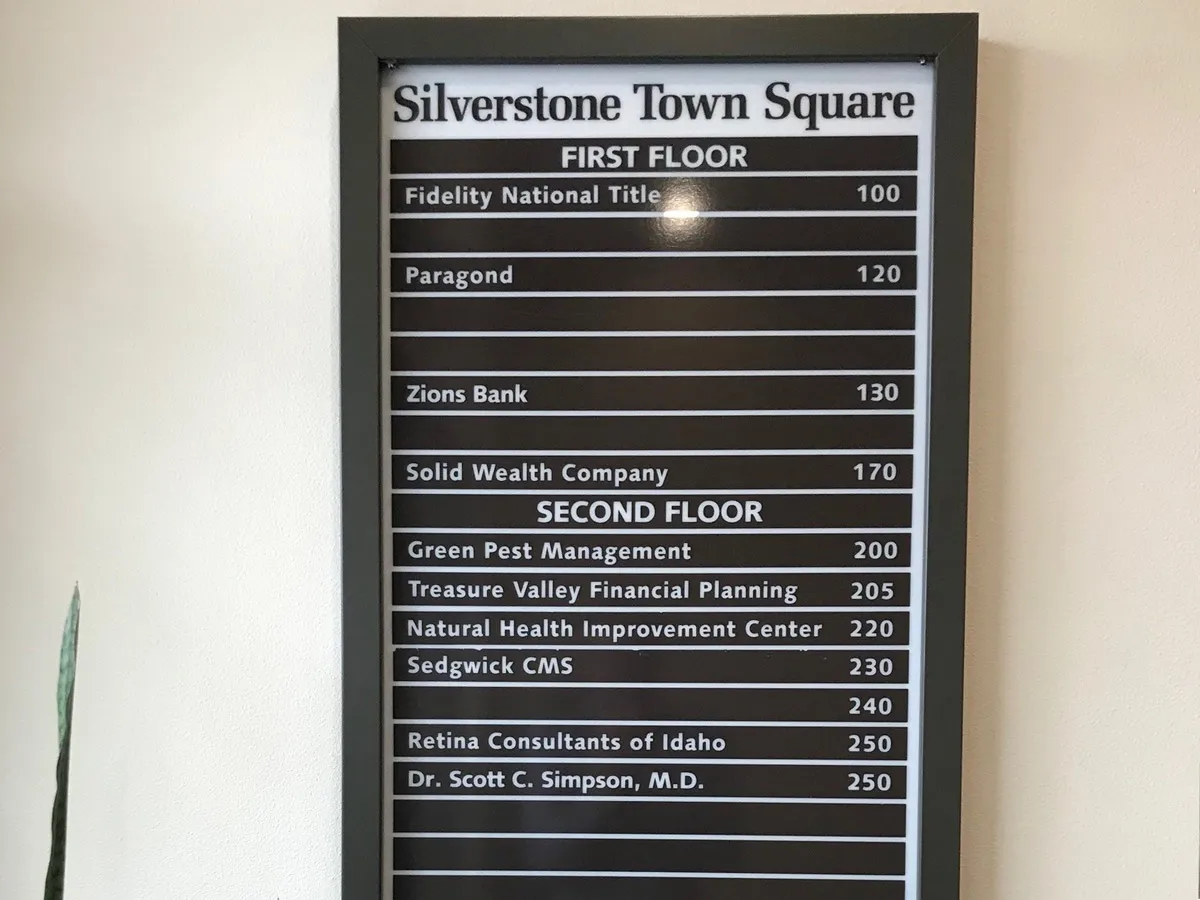 Silverstone Town Square
FIRST FLOOR
Fidelity National Title 100
Paragond 120
Zions Bank 130
Solid Wealth Company 170
SECOND FLOOR
Green Pest Management 200
Treasure Valley Financial Planning 205
Natural Health Improvement Center 220
Sedgwick CMS 230
240
Retina Consultants of Idaho 250
Dr. Scott C. Simpson, M.D. 250